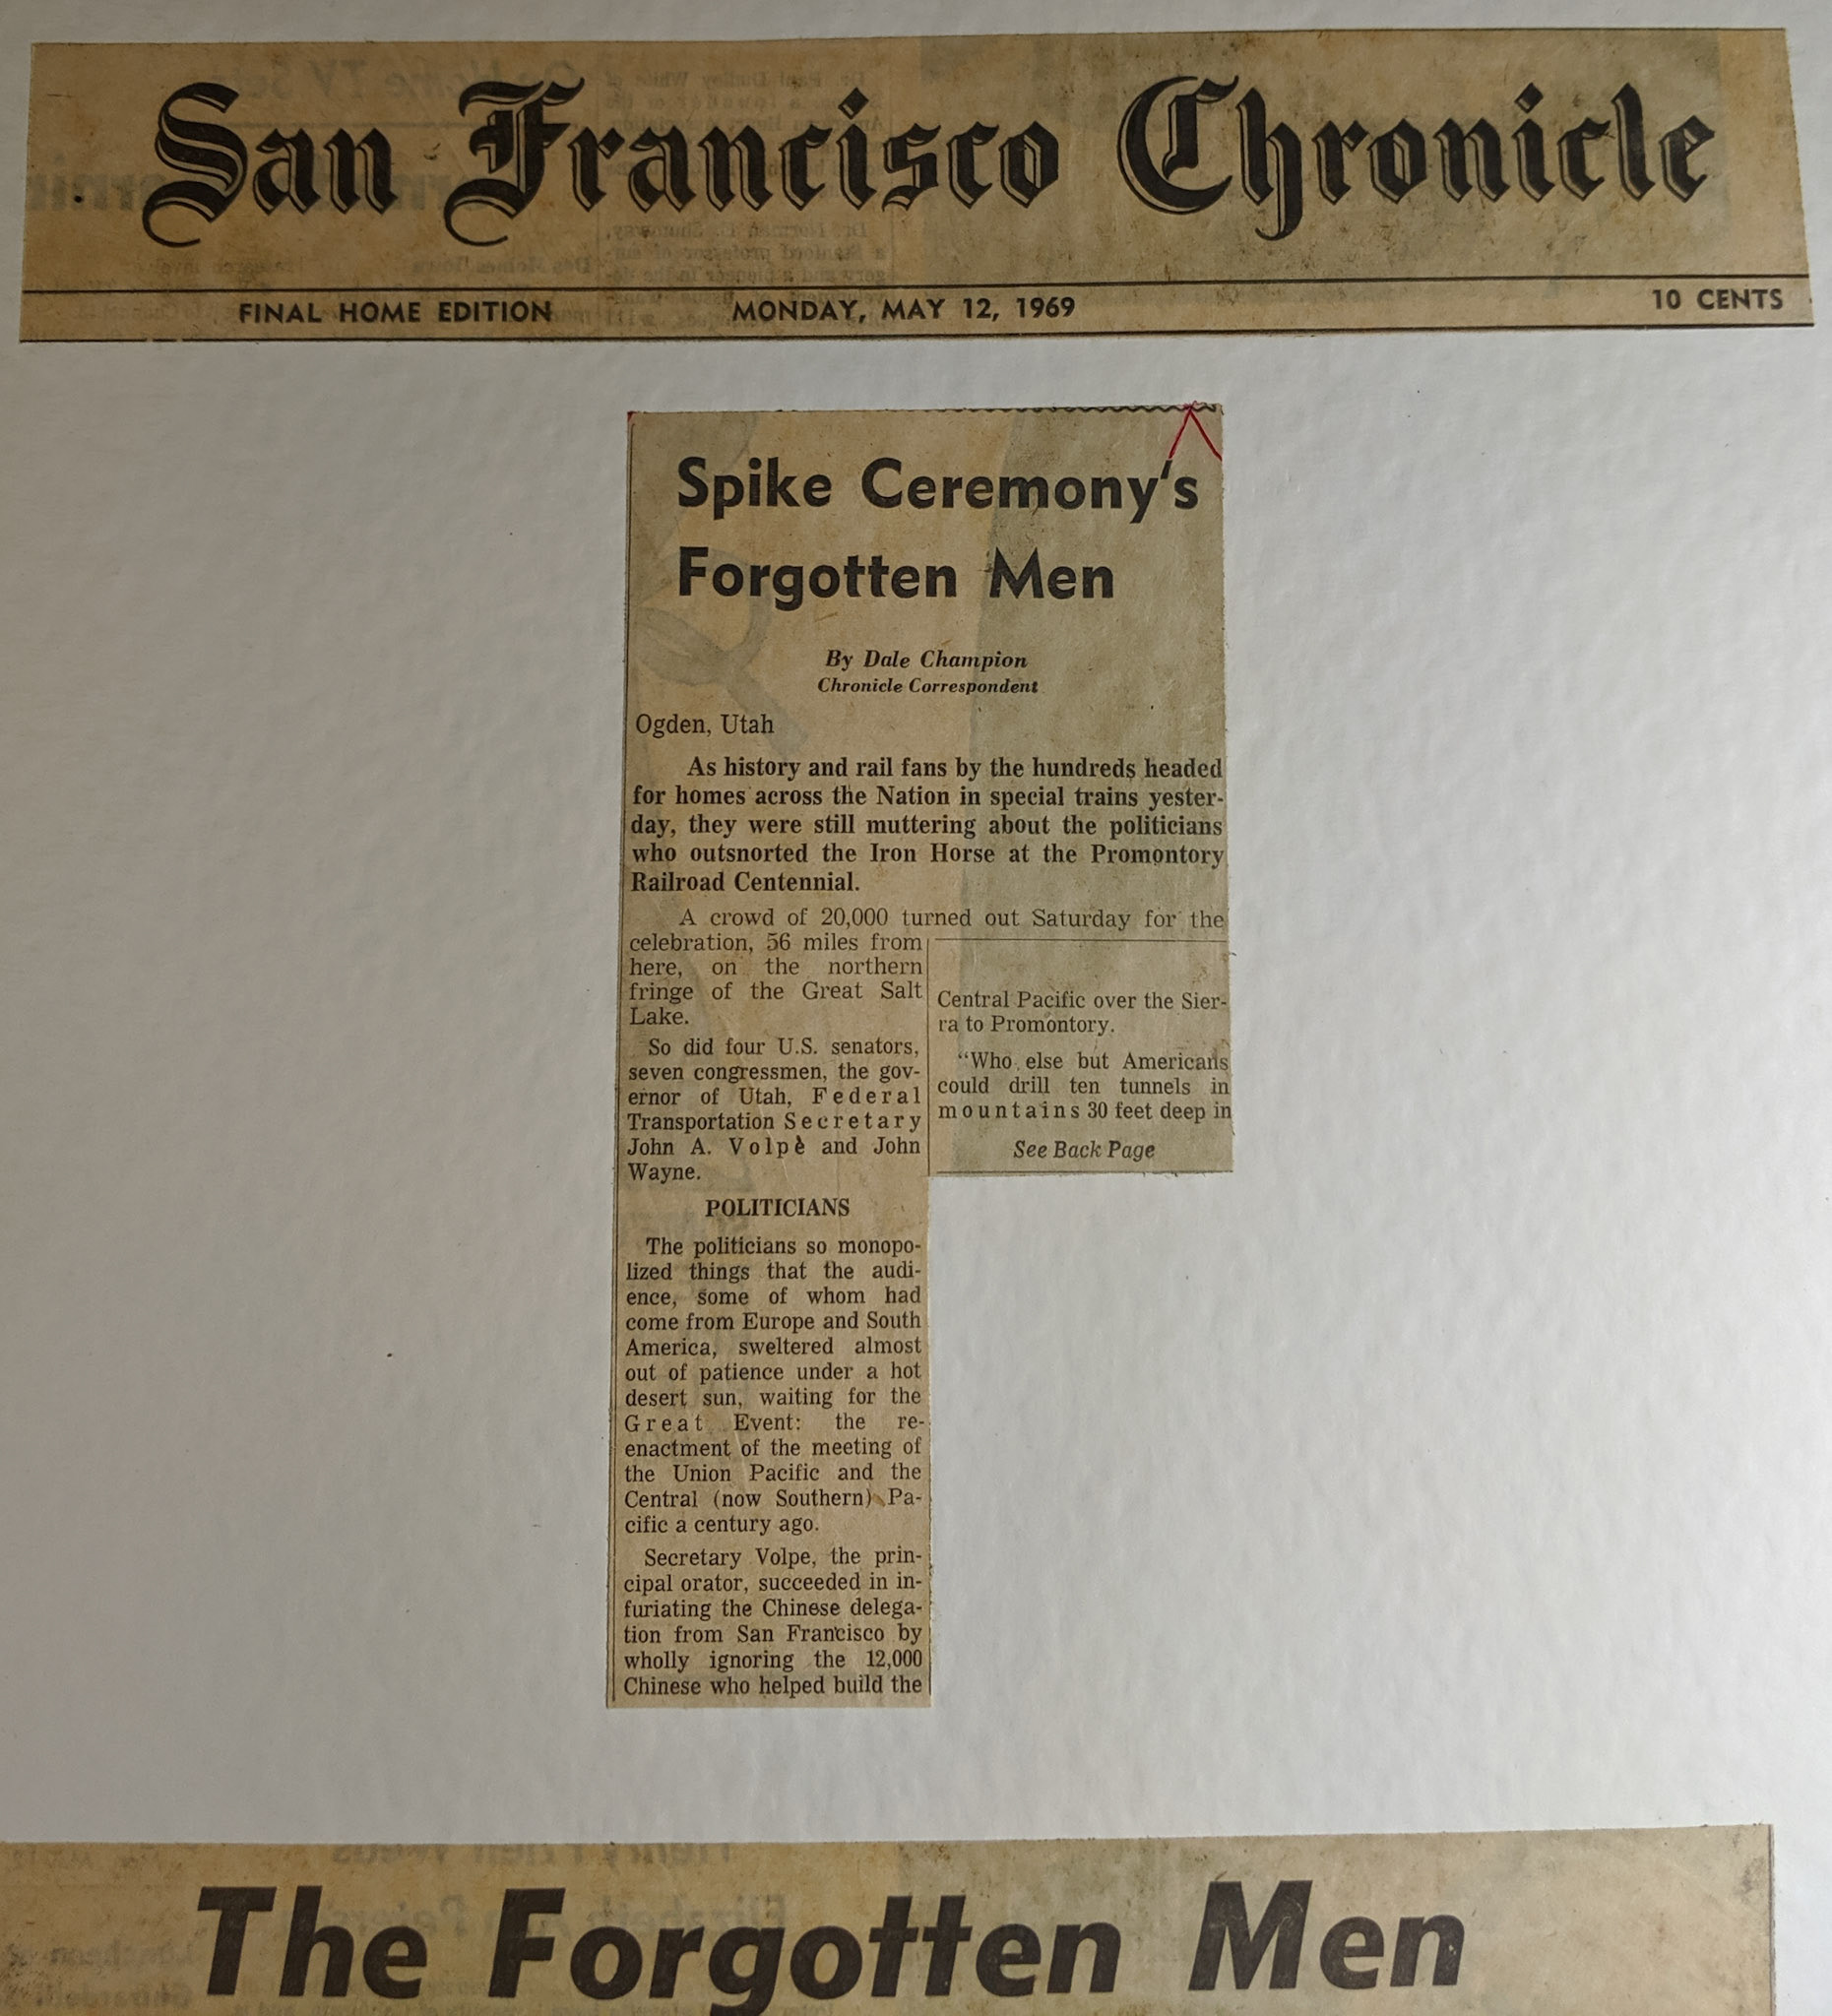 San Francisco Chronicle
FINAL HOME EDITION MONDAY, MAY 12, 1969 10 CENTS
Spike Ceremony's
Forgotten Men
By Dale Champion
Chronicle Correspondent
Ogden, Utah
As history and rail fans by the hundreds headed
for homes across the Nation in special trains yester-
day, they were still muttering about the politicians
who outsnorted the Iron Horse at the Promontory
Railroad Centennial.
A crowd of 20,000 turned out Saturday for the
celebration, 56 miles from
here, on the northern
fringe of the Great Salt
Lake.
So did four U.S. senators,
seven congressmen, the gov-
ernor of Utah, Federal
Transportation Secretary
John A. Volpe and John
Wayne.
POLITICIANS
The politicians so monopo-
lized things that the audi-
ence, some of whom had
come from Europe and South
America, sweltered almost
out of patience under a hot
desert sun, waiting for the
Great Event: the re-
enactment of the meeting of
the Union Pacific and the
Central (now Southern) Pa-
cific a century ago.
Secretary Volpe, the prin-
cipal orator, succeeded in in-
furiating the Chinese delega-
tion from San Francisco by
wholly ignoring the 12,000
Chinese who helped build the
Central Pacific over the Sier-
ra to Promontory.
"Who else but Americans
could drill ten tunnels in
mountains 30 feet deep in
See Back Page
The Forgotten Men